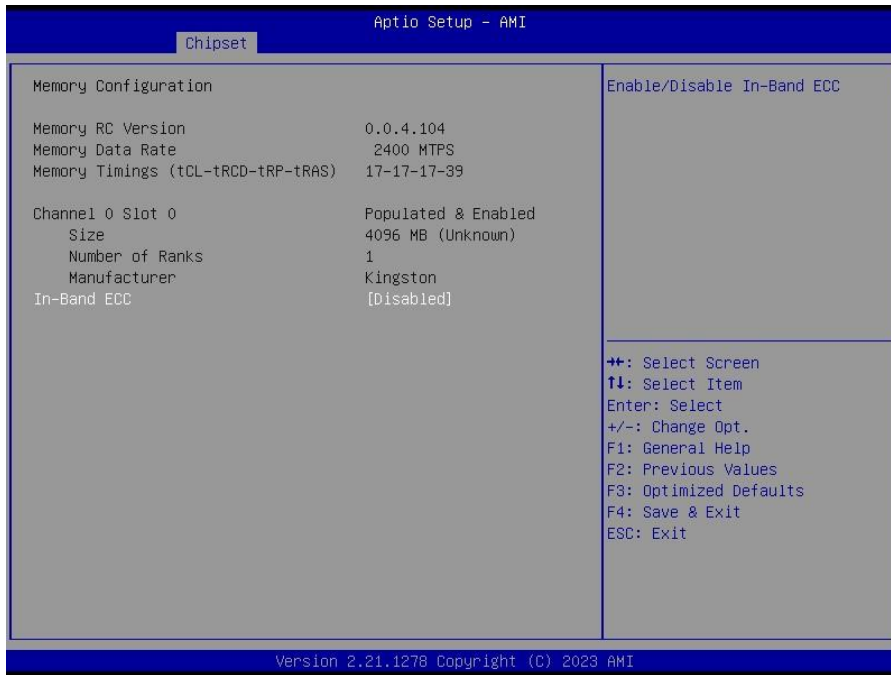 Aptio Setup - AMI
Chipset
Memory Configuration
Memory RC Version 0.0.4.104
Memory Data Rate 2400 MTPS
Memory Timings (tCL-tRCD-tRP-tRAS) 17-17-17-39
Channel 0 Slot 0 Populated & Enabled
Size 4096 MB (Unknown)
Number of Ranks 1
Manufacturer Kingston
In-Band ECC [Disabled]
Enable/Disable In-Band ECC
→←: Select Screen
↑↓: Select Item
Enter: Select
+/-: Change Opt.
F1: General Help
F2: Previous Values
F3: Optimized Defaults
F4: Save & Exit
ESC: Exit
Version 2.21.1278 Copyright (C) 2023 AMI